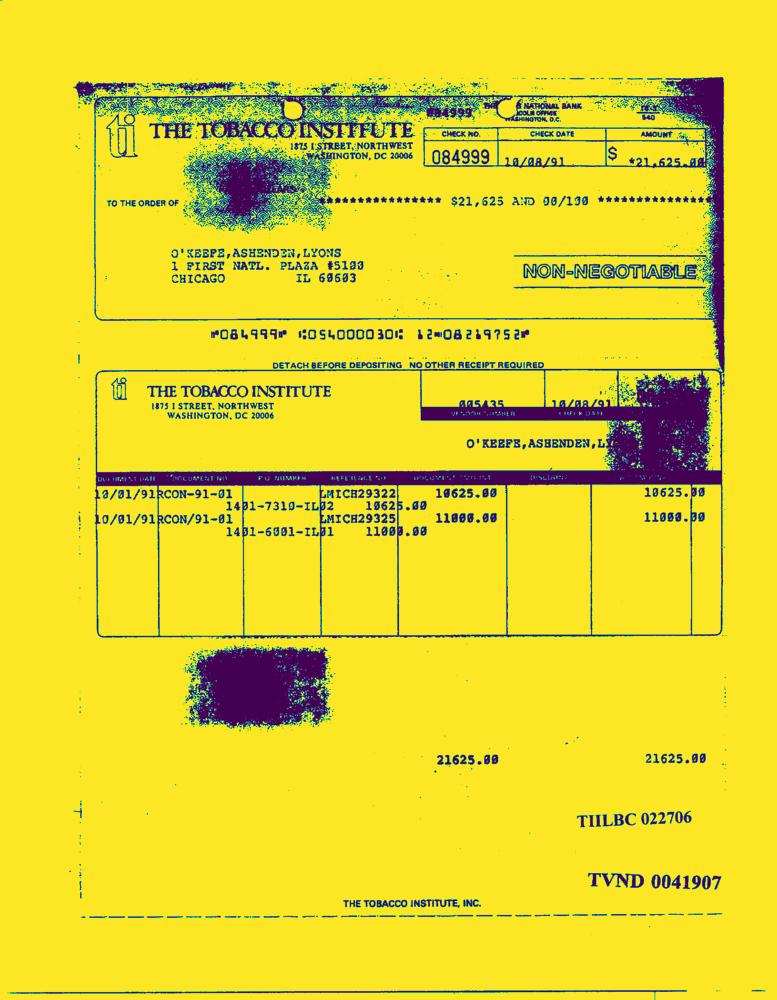 ti THE TOBACCO INSTITUTE
1875 I STREET, NORTHWEST
WASHINGTON, DC 20006
084999
NATIONAL BANK
OFFICE
WASHINGTON, D.C.
540
CHECK NO. CHECK DATE AMOUNT
084999 10/08/91 $ *21,625.00
TO THE ORDER OF **************** $21,625 AND 00/100 ****************
O'KEEFE,ASHENDEN,LYONS
1 FIRST NATL. PLAZA #5100
CHICAGO IL 60603
NON-NEGOTIABLE
⑈084999⑈ ⑆054000030⑆ 12⑉08219752⑈
DETACH BEFORE DEPOSITING NO OTHER RECEIPT REQUIRED
ti THE TOBACCO INSTITUTE
1875 I STREET, NORTHWEST
WASHINGTON, DC 20006
005435 10/08/91
VENDOR NUMBER CHECK DATE
O'KEEFE,ASHENDEN,
DOCUMENT DATE DOCUMENT NO P.O. NUMBER REFERENCE NO DOCUMENT AMOUNT DISCOUNT
10/01/91 RCON-91-01 LMICH29322 10625.00 10625.00
1401-7310-IL02 10625.00
10/01/91 RCON/91-01 LMICH29325 11000.00 11000.00
1401-6001-IL01 11000.00
21625.00 21625.00
TIILBC 022706
TVND 0041907
THE TOBACCO INSTITUTE, INC.